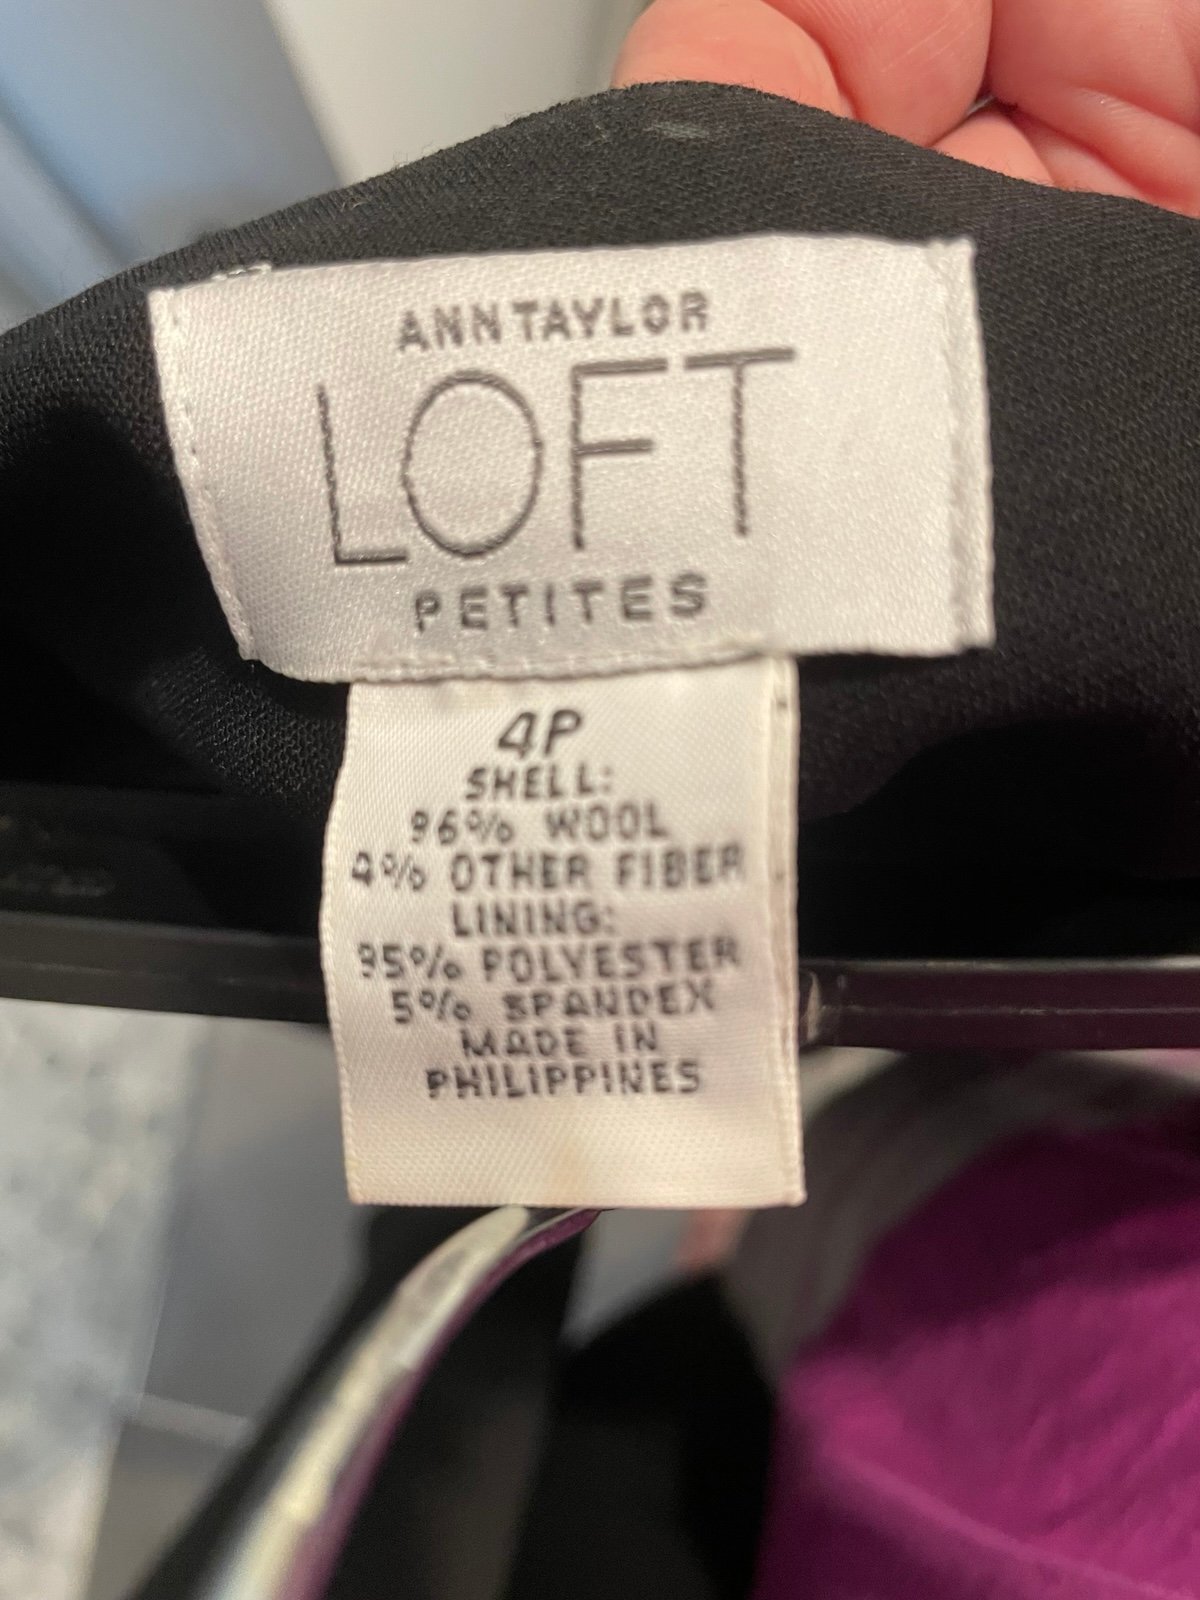 ANN TAYLOR
LOFT
PETITES
4P
SHELL:
96% WOOL
4% OTHER FIBER
LINING:
95% POLYESTER
5% SPANDEX
MADE IN
PHILIPPINES